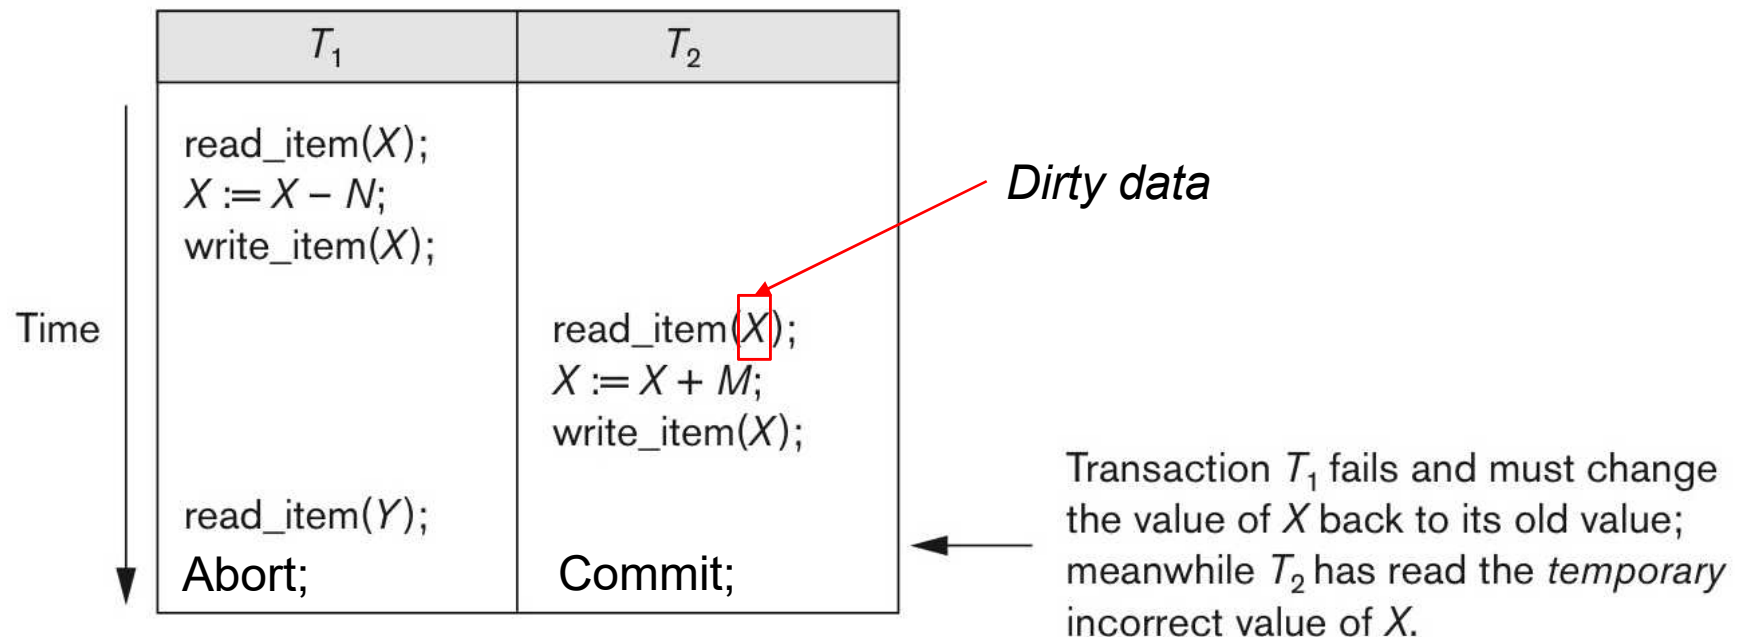 T₁ T₂
read_item(X);
X := X – N;
write_item(X);
Dirty data
Time
read_item(X);
X := X + M;
write_item(X);
read_item(Y);
Abort;
Commit;
Transaction T₁ fails and must change
the value of X back to its old value;
meanwhile T₂ has read the temporary
incorrect value of X.